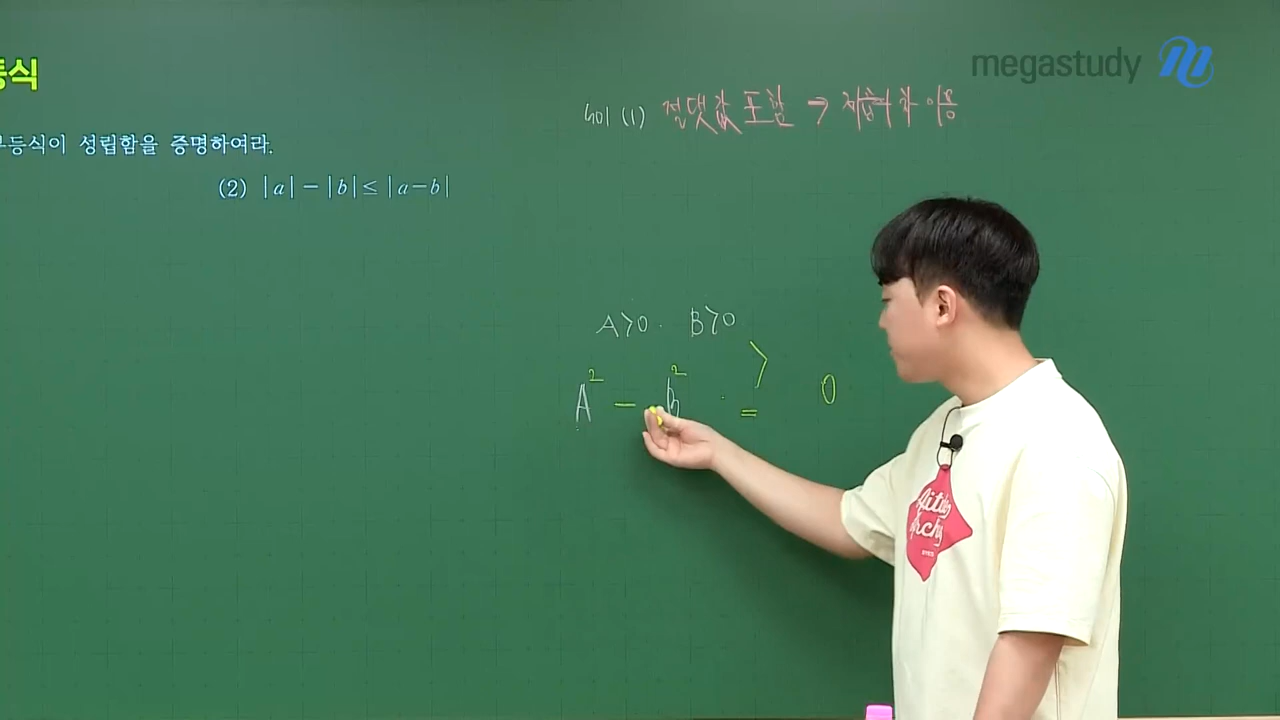 megastudy
등식
부등식이 성립함을 증명하여라.
(2) |a|-|b|≤|a-b|
sol (1) 절댓값 포함 → 제곱의 차 이용
A>0. B>0
A² - B² ≥ 0